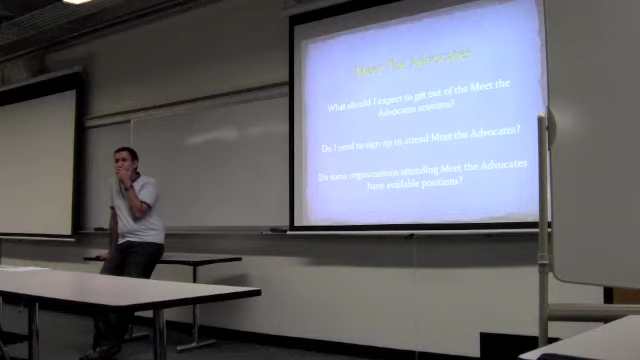 Meet The Advocates
What should I expect to get out of the Meet the
Advocates sessions?
Do I need to sign up to attend Meet the Advocates?
Do some organizations attending Meet the Advocates
have available positions?